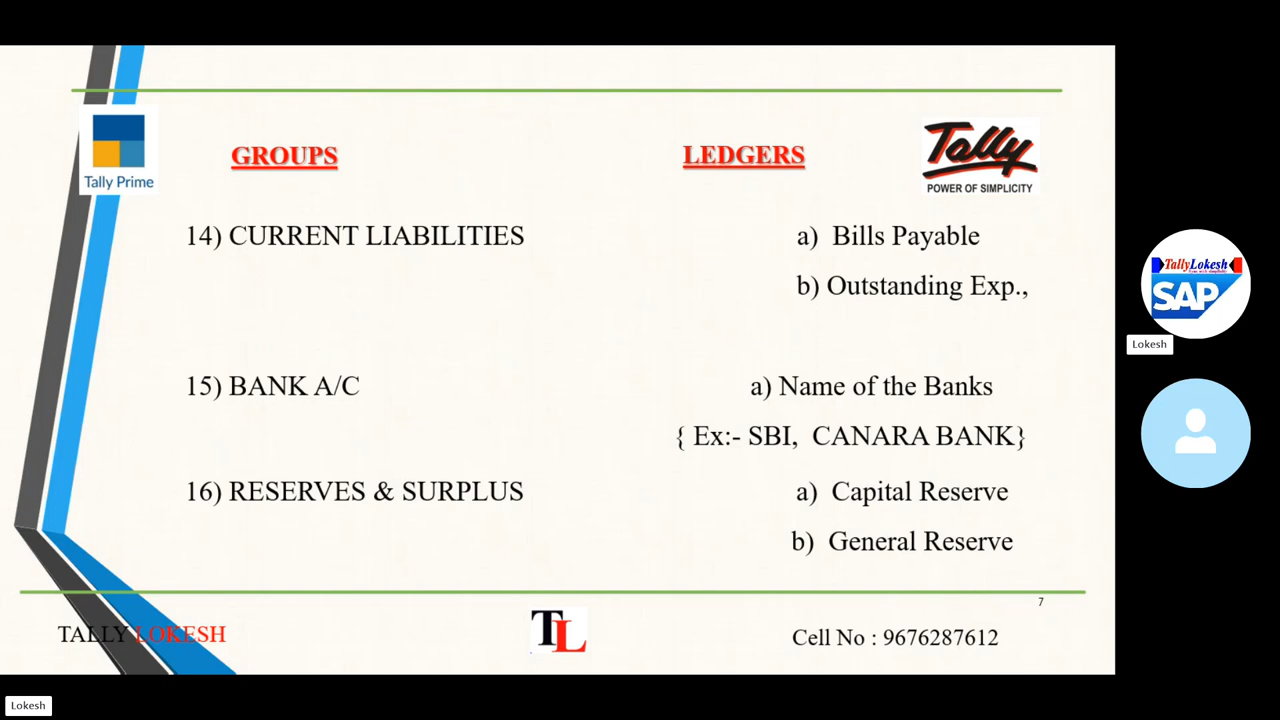 Tally Prime
GROUPS
LEDGERS
Tally
POWER OF SIMPLICITY
14) CURRENT LIABILITIES
a) Bills Payable
b) Outstanding Exp.,
15) BANK A/C
a) Name of the Banks
{ Ex:- SBI, CANARA BANK}
16) RESERVES & SURPLUS
a) Capital Reserve
b) General Reserve
7
TALLY LOKESH
TL
Cell No : 9676287612
TallyLokesh
SAP
Lokesh
Lokesh